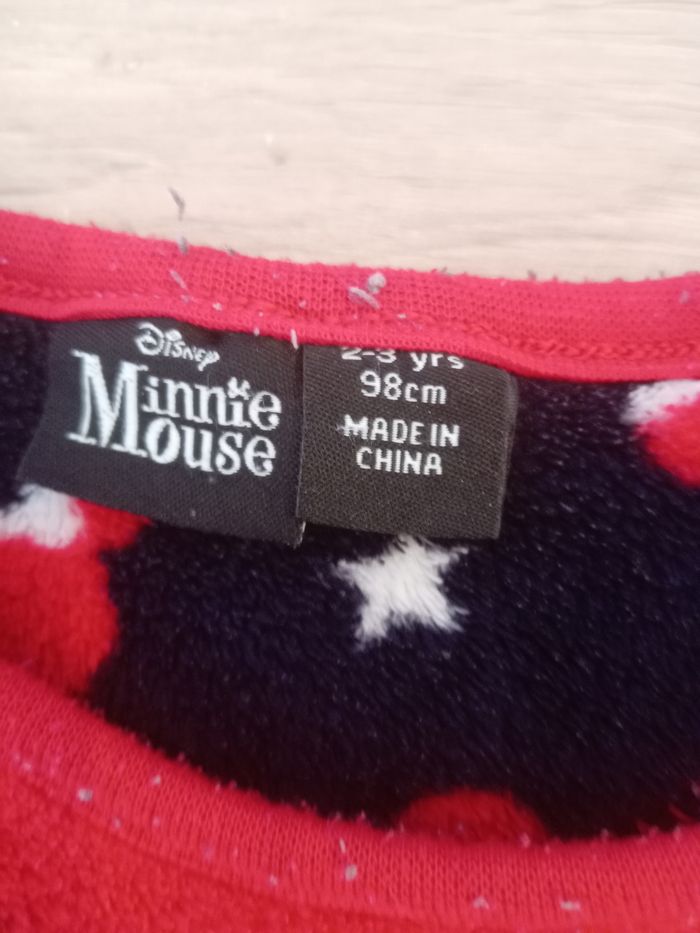 Disney
Minnie
Mouse
2-3 yrs
98cm
MADE IN
CHINA